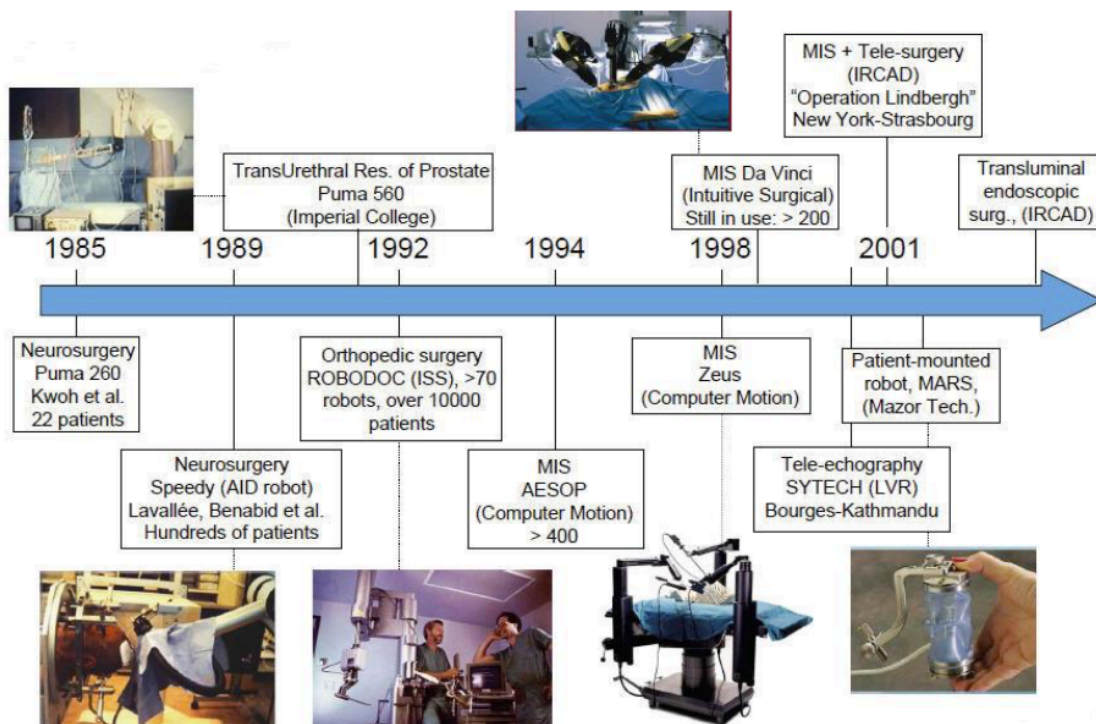 MIS + Tele-surgery
(IRCAD)
“Operation Lindbergh”
New York-Strasbourg
TransUrethral Res. of Prostate
Puma 560
(Imperial College)
MIS Da Vinci
(Intuitive Surgical)
Still in use: > 200
Transluminal
endoscopic
surg., (IRCAD)
1985
1989
1992
1994
1998
2001
Neurosurgery
Puma 260
Kwoh et al.
22 patients
Orthopedic surgery
ROBODOC (ISS), >70
robots, over 10000
patients
MIS
Zeus
(Computer Motion)
Patient-mounted
robot, MARS,
(Mazor Tech.)
Neurosurgery
Speedy (AID robot)
Lavallée, Benabid et al.
Hundreds of patients
MIS
AESOP
(Computer Motion)
> 400
Tele-echography
SYTECH (LVR)
Bourges-Kathmandu